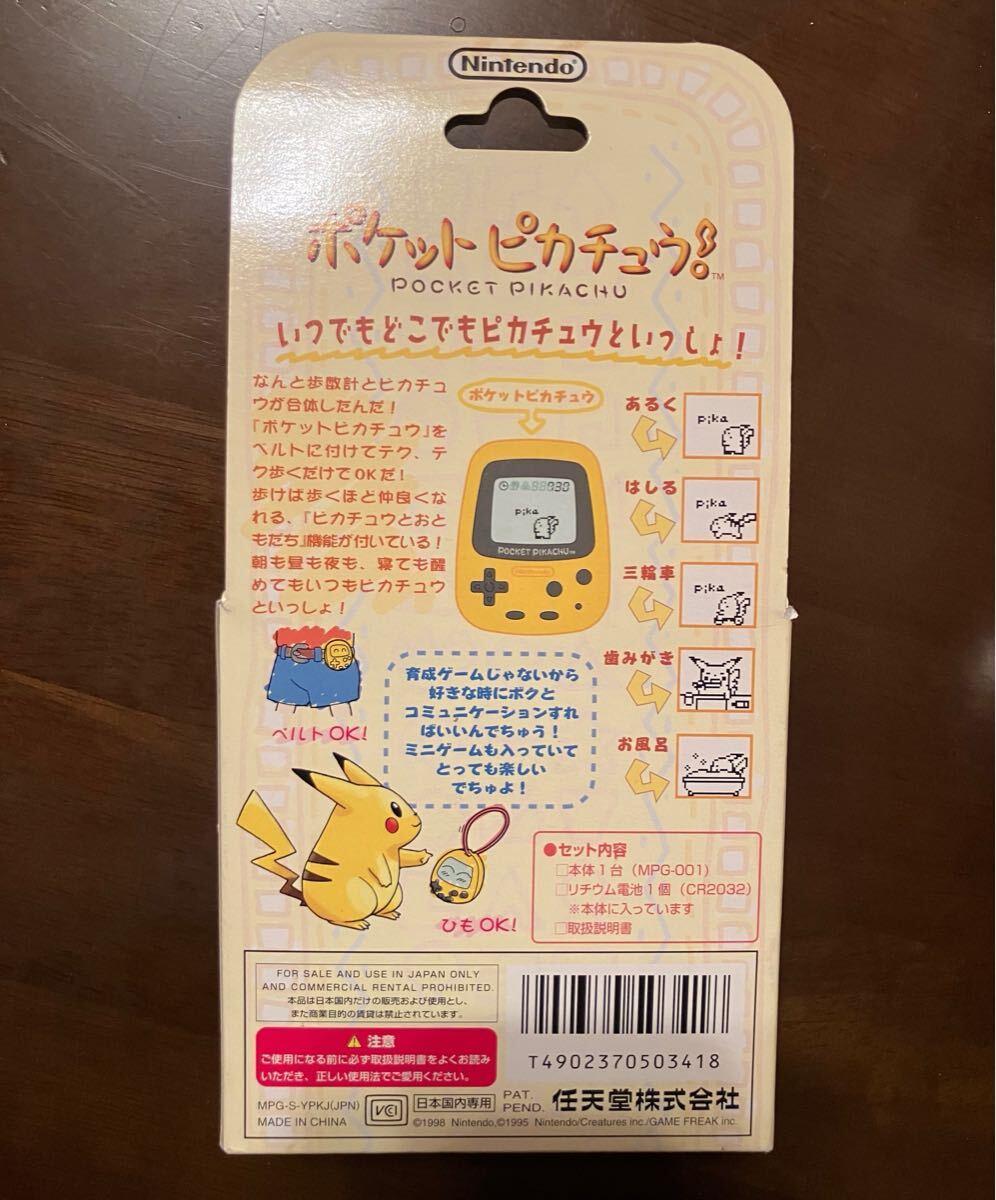 Nintendo®
ポケットピカチュウ!
TM
POCKET PIKACHU
いつでもどこでもピカチュウといっしょ!
なんと歩数計とピカチュ
ウが合体したんだ!
『ポケットピカチュウ』を
ベルトに付けてテク、テ
ク歩くだけでOKだ!
歩けば歩くほど仲良くな
れる、『ピカチュウとおと
もだち』機能が付いている!
朝も昼も夜も、寝ても醒
めてもいつもピカチュウ
といっしょ!
ポケットピカチュウ
pika
POCKET PIKACHU TM
Nintendo
あるく
pika
はしる
pika
三輪車
pika
歯みがき
お風呂
ベルトOK!
育成ゲームじゃないから
好きな時にボクと
コミュニケーションすれ
ばいいんでちゅう!
ミニゲームも入っていて
とっても楽しい
でちゅよ!
ひもOK!
●セット内容
□本体1台(MPG-001)
□リチウム電池1個(CR2032)
※本体に入っています
□取扱説明書
FOR SALE AND USE IN JAPAN ONLY
AND COMMERCIAL RENTAL PROHIBITED.
本品は日本国内だけの販売および使用とし、
また商業目的の賃貸は禁止されています。
⚠注意
ご使用になる前に必ず取扱説明書をよくお読み
いただき、正しい使用法でご愛用ください。
T4902370503418
MPG-S-YPKJ(JPN)
MADE IN CHINA
VCI
日本国内専用
PAT.
PEND.
任天堂株式会社
©1998 Nintendo,©1995 Nintendo/Creatures inc./GAME FREAK inc.